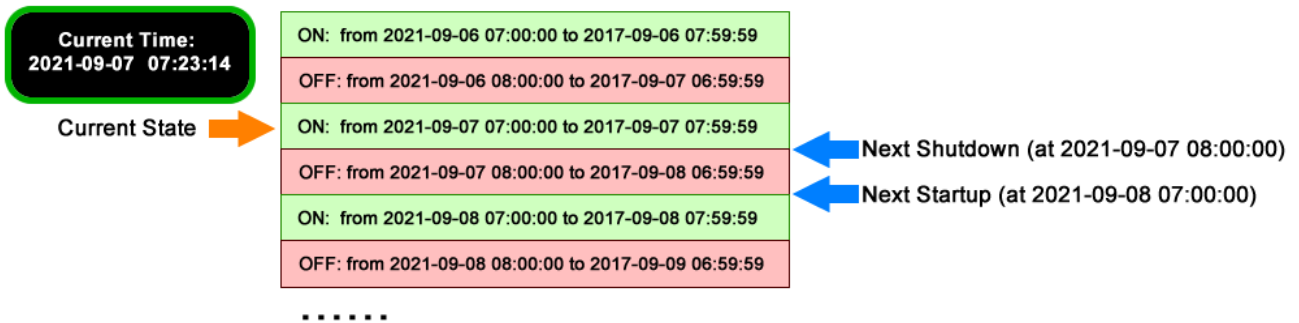 Current Time:
2021-09-07 07:23:14
ON: from 2021-09-06 07:00:00 to 2017-09-06 07:59:59
OFF: from 2021-09-06 08:00:00 to 2017-09-07 06:59:59
Current State
ON: from 2021-09-07 07:00:00 to 2017-09-07 07:59:59
Next Shutdown (at 2021-09-07 08:00:00)
OFF: from 2021-09-07 08:00:00 to 2017-09-08 06:59:59
Next Startup (at 2021-09-08 07:00:00)
ON: from 2021-09-08 07:00:00 to 2017-09-08 07:59:59
OFF: from 2021-09-08 08:00:00 to 2017-09-09 06:59:59
......